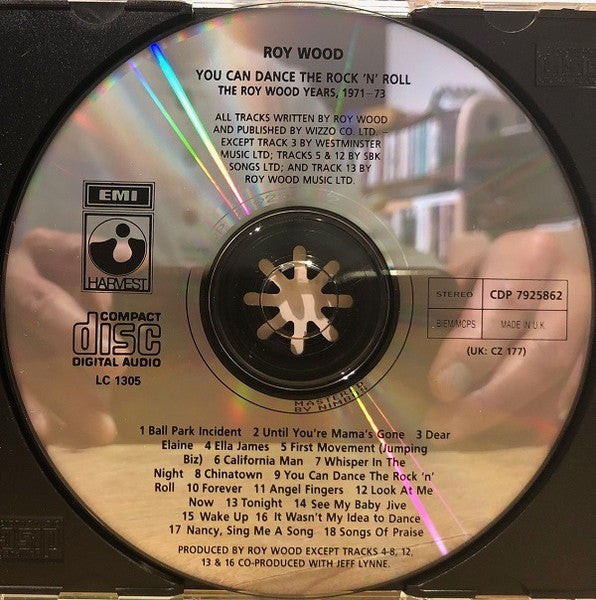 ROY WOOD
YOU CAN DANCE THE ROCK 'N' ROLL
THE ROY WOOD YEARS, 1971–73
ALL TRACKS WRITTEN BY ROY WOOD
AND PUBLISHED BY WIZZO CO. LTD. –
EXCEPT TRACK 3 BY WESTMINSTER
MUSIC LTD; TRACKS 5 & 12 BY SBK
SONGS LTD; AND TRACK 13 BY
ROY WOOD MUSIC LTD.
EMI
HARVEST
COMPACT
disc
DIGITAL AUDIO
LC 1305
STEREO CDP 7925862
BIEM/MCPS MADE IN U.K.
(UK: CZ 177)
MASTERED
BY NIMBUS
1 Ball Park Incident 2 Until You're Mama's Gone 3 Dear
Elaine 4 Ella James 5 First Movement (Jumping
Biz) 6 California Man 7 Whisper In The
Night 8 Chinatown 9 You Can Dance The Rock 'n'
Roll 10 Forever 11 Angel Fingers 12 Look At Me
Now 13 Tonight 14 See My Baby Jive
15 Wake Up 16 It Wasn't My Idea to Dance
17 Nancy, Sing Me A Song 18 Songs Of Praise
PRODUCED BY ROY WOOD EXCEPT TRACKS 4-8, 12,
13 & 16 CO-PRODUCED WITH JEFF LYNNE.